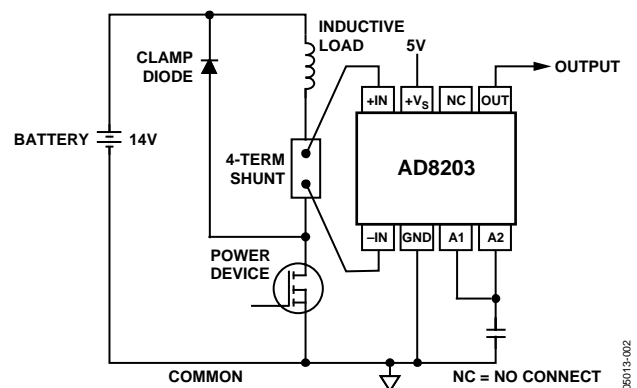 INDUCTIVE
LOAD
CLAMP
DIODE
5V
OUTPUT
+IN
+VS
NC
OUT
BATTERY
14V
4-TERM
SHUNT
AD8203
–IN
GND
A1
A2
POWER
DEVICE
COMMON
NC = NO CONNECT
05013-002